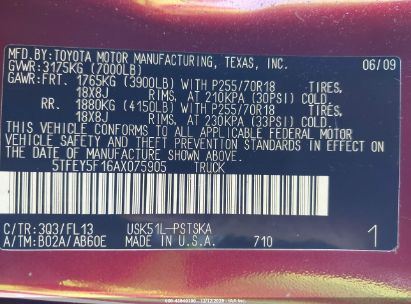 MFD. BY: TOYOTA MOTOR MANUFACTURING, TEXAS, INC. 06/09
GVWR: 3175KG (7000LB)
GAWR: FRT. 1765KG (3900LB) WITH P255/70R18 TIRES,
18X8J RIMS, AT 210KPA (30PSI) COLD.
RR. 1880KG (4150LB) WITH P255/70R18 TIRES,
18X8J RIMS, AT 230KPA (33PSI) COLD.
THIS VEHICLE CONFORMS TO ALL APPLICABLE FEDERAL MOTOR
VEHICLE SAFETY AND THEFT PREVENTION STANDARDS IN EFFECT ON
THE DATE OF MANUFACTURE SHOWN ABOVE.
5TFEY5F16AX075905 TRUCK
C/TR: 3Q3/FL13 USK51L-PSTSKA
A/TM: B02A/AB60E MADE IN U.S.A. 710 1